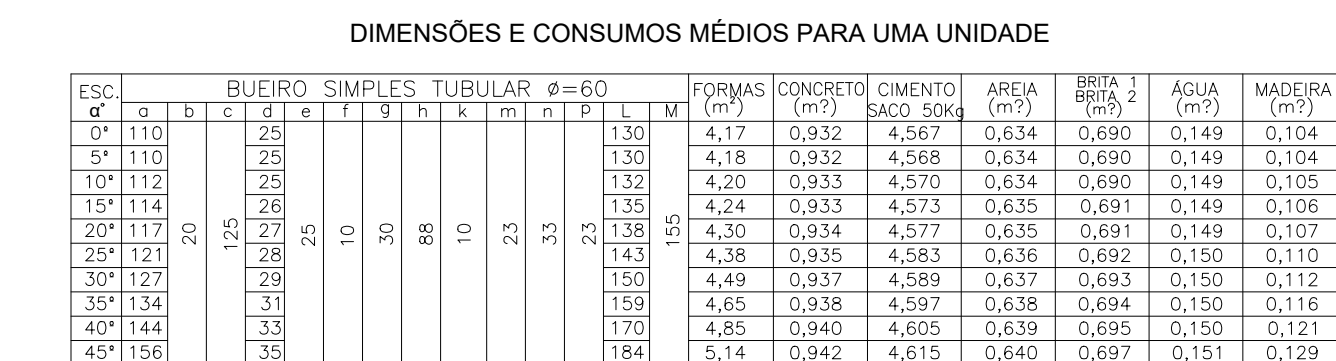 DIMENSÕES E CONSUMOS MÉDIOS PARA UMA UNIDADE
ESC. α° BUEIRO SIMPLES TUBULAR ø=60 FORMAS (m²) CONCRETO (m?) CIMENTO SACO 50Kg AREIA (m?) BRITA 1 BRITA 2 (m?) ÁGUA (m?) MADEIRA (m?)
a b c d e f g h k m n p L M
0° 110 25 130 4,17 0,932 4,567 0,634 0,690 0,149 0,104
5° 110 25 130 4,18 0,932 4,568 0,634 0,690 0,149 0,104
10° 112 25 132 4,20 0,933 4,570 0,634 0,690 0,149 0,105
15° 114 26 135 4,24 0,933 4,573 0,635 0,691 0,149 0,106
20° 117 20 125 27 25 10 30 88 10 23 33 23 138 155 4,30 0,934 4,577 0,635 0,691 0,149 0,107
25° 121 28 143 4,38 0,935 4,583 0,636 0,692 0,150 0,110
30° 127 29 150 4,49 0,937 4,589 0,637 0,693 0,150 0,112
35° 134 31 159 4,65 0,938 4,597 0,638 0,694 0,150 0,116
40° 144 33 170 4,85 0,940 4,605 0,639 0,695 0,150 0,121
45° 156 35 184 5,14 0,942 4,615 0,640 0,697 0,151 0,129